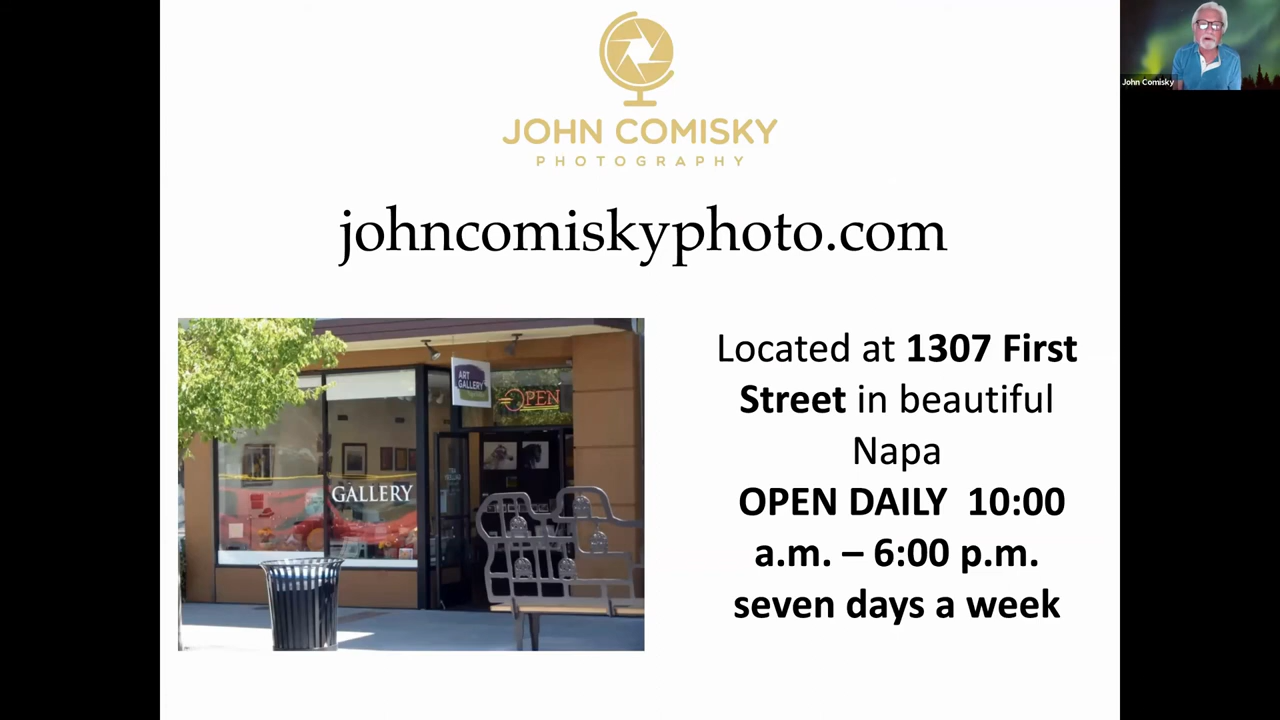 JOHN COMISKY
PHOTOGRAPHY
John Comisky
johncomiskyphoto.com
ART
GALLERY
OPEN
GALLERY
Located at 1307 First
Street in beautiful
Napa
OPEN DAILY 10:00
a.m. – 6:00 p.m.
seven days a week